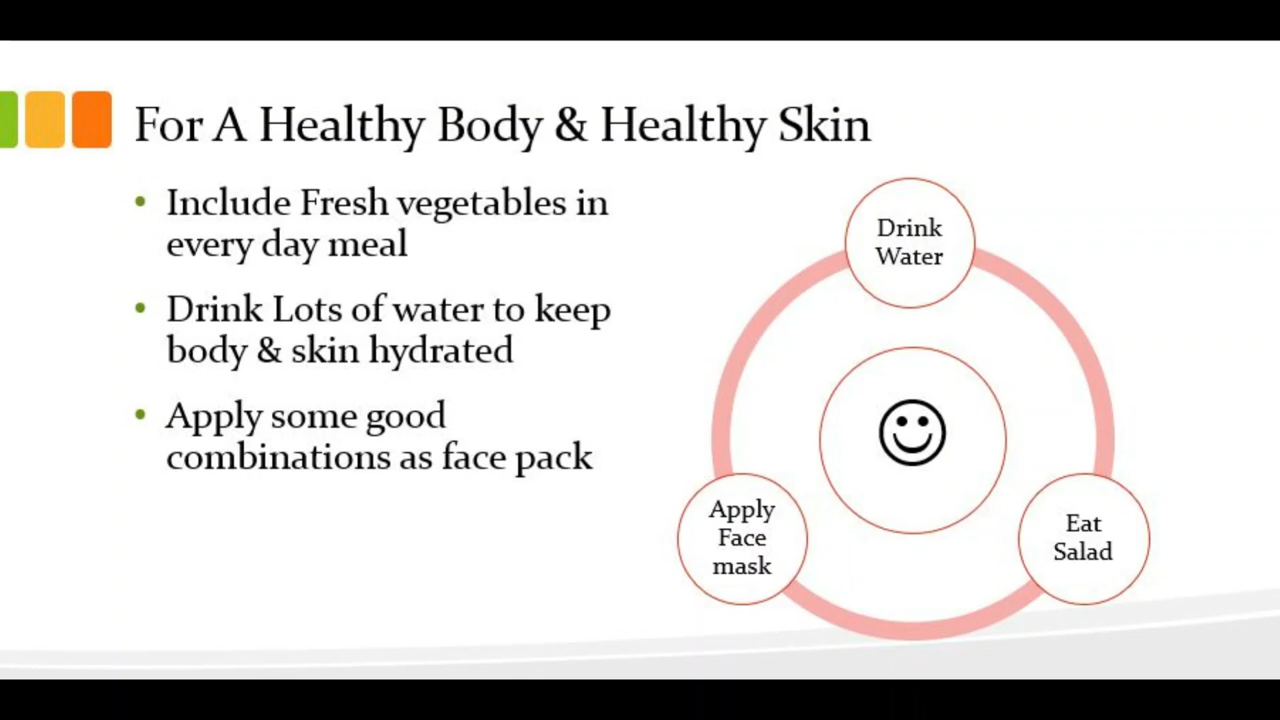 For A Healthy Body & Healthy Skin
• Include Fresh vegetables in
every day meal
• Drink Lots of water to keep
body & skin hydrated
• Apply some good
combinations as face pack
Drink
Water
Apply
Face
mask
Eat
Salad